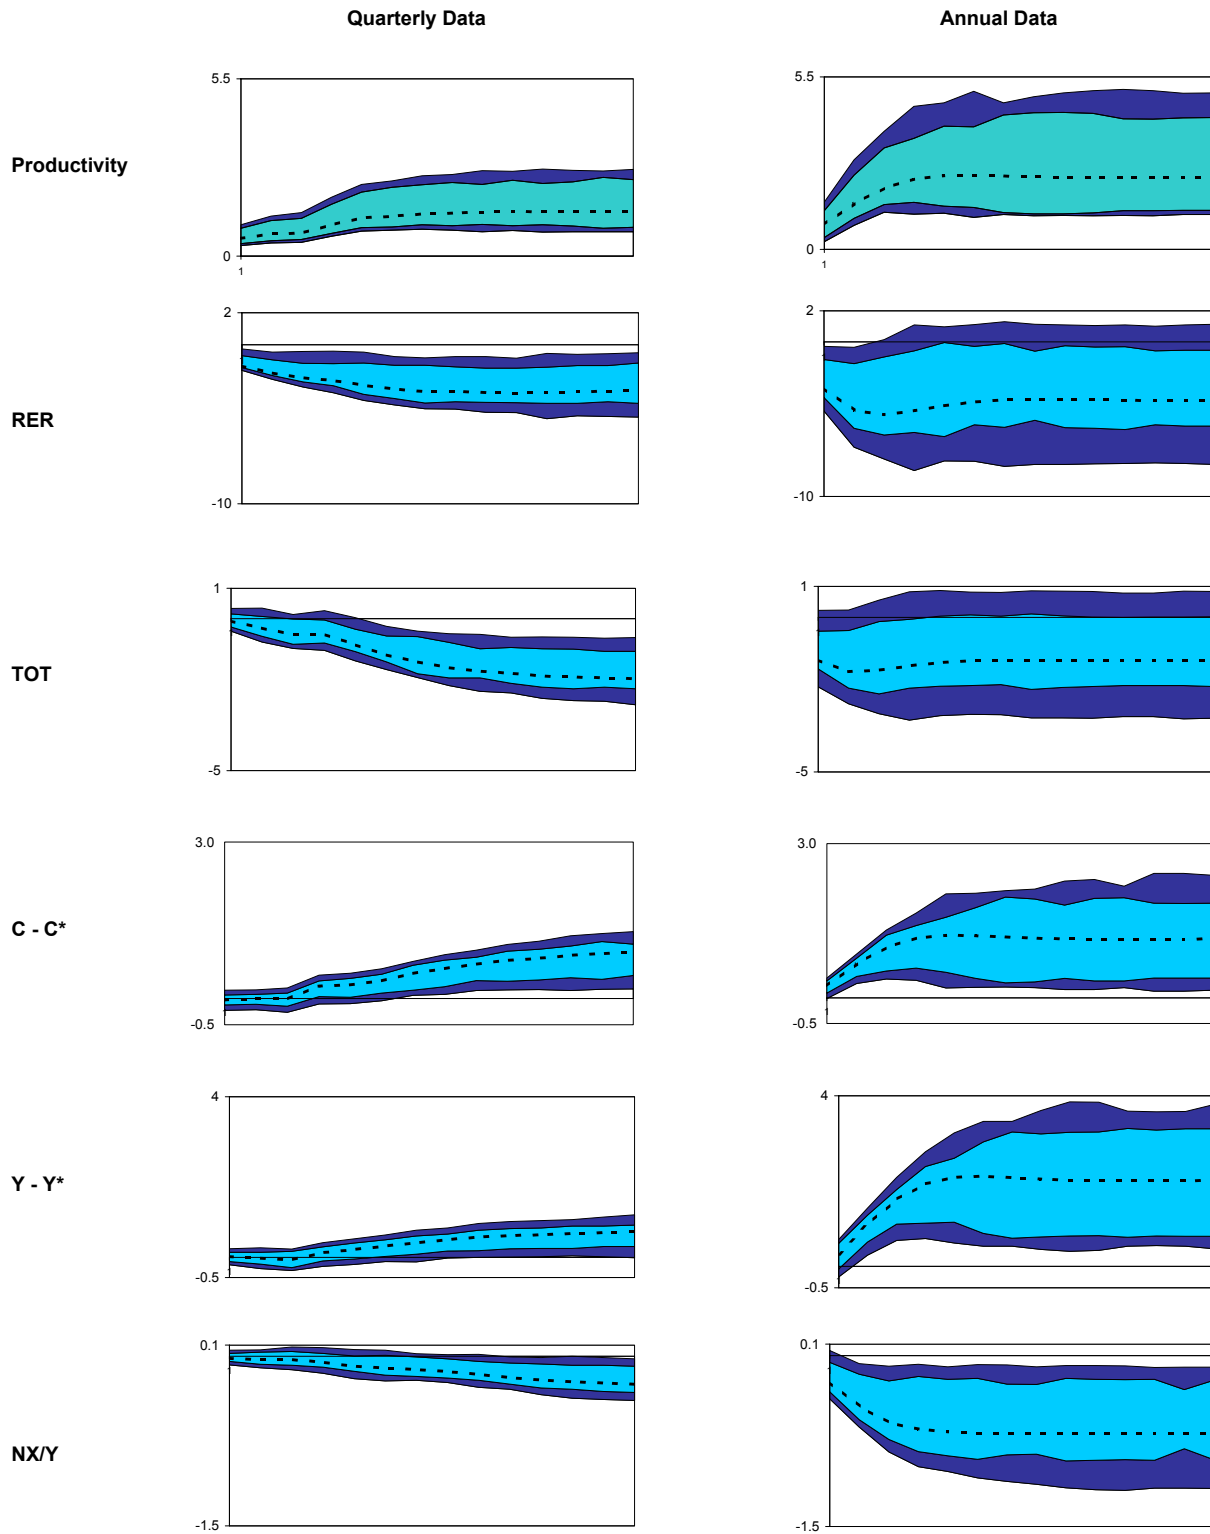 Quarterly Data Annual Data
5.5 5.5
Productivity
0 0
1 1
2 2
RER
-10 -10
1 1
TOT
-5 -5
3.0 3.0
C - C*
1
-0.5 -0.5
4 4
Y - Y*
-0.5 -0.5
0.1 0.1
NX/Y
-1.5 -1.5